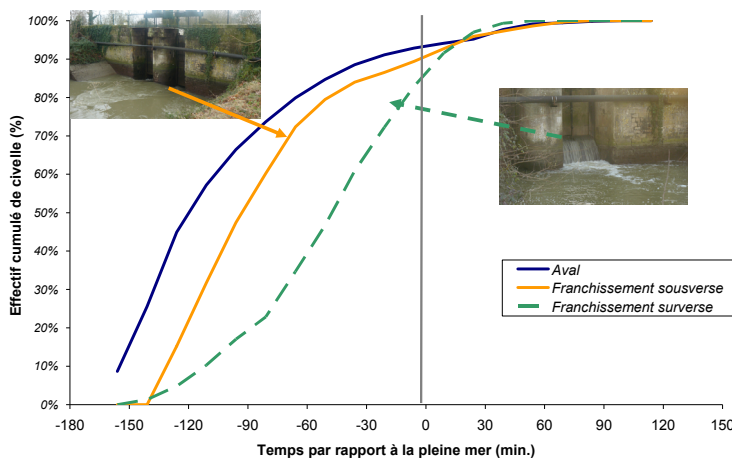 100%
90%
80%
70%
60%
50%
40%
30%
20%
10%
0%
Effectif cumulé de civelle (%)
-180 -150 -120 -90 -60 -30 0 30 60 90 120 150
Temps par rapport à la pleine mer (min.)
Aval
Franchissement sousverse
Franchissement surverse